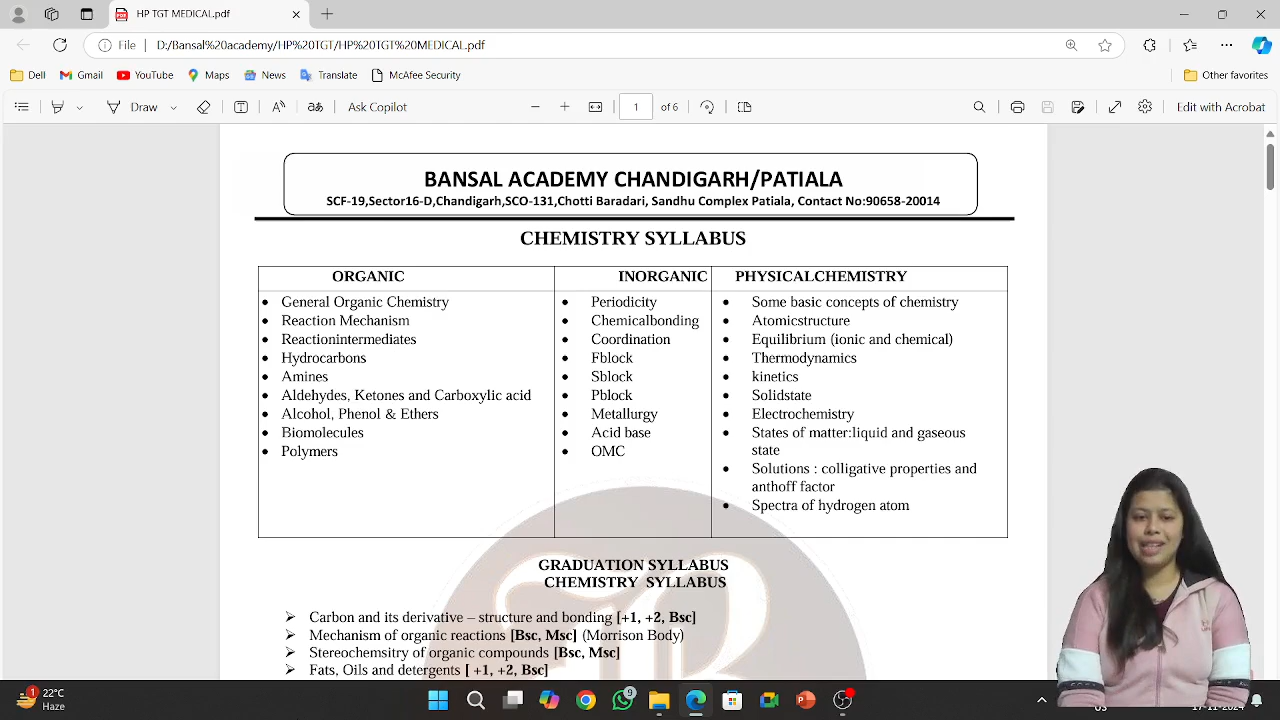 HP TGT MEDICAL.pdf
File D:/Bansal%20academy/HP%20TGT/HP%20TGT%20MEDICAL.pdf
Dell Gmail YouTube Maps News Translate McAfee Security Other favorites
Draw Ask Copilot 1 of 6 Edit with Acrobat
BANSAL ACADEMY CHANDIGARH/PATIALA
SCF-19,Sector16-D,Chandigarh,SCO-131,Chotti Baradari, Sandhu Complex Patiala, Contact No:90658-20014
CHEMISTRY SYLLABUS
ORGANIC
General Organic Chemistry
Reaction Mechanism
Reactionintermediates
Hydrocarbons
Amines
Aldehydes, Ketones and Carboxylic acid
Alcohol, Phenol & Ethers
Biomolecules
Polymers
INORGANIC
Periodicity
Chemicalbonding
Coordination
Fblock
Sblock
Pblock
Metallurgy
Acid base
OMC
PHYSICALCHEMISTRY
Some basic concepts of chemistry
Atomicstructure
Equilibrium (ionic and chemical)
Thermodynamics
kinetics
Solidstate
Electrochemistry
States of matter:liquid and gaseous
state
Solutions : colligative properties and
anthoff factor
Spectra of hydrogen atom
GRADUATION SYLLABUS
CHEMISTRY SYLLABUS
Carbon and its derivative – structure and bonding [+1, +2, Bsc]
Mechanism of organic reactions [Bsc, Msc] (Morrison Body)
Stereochemsitry of organic compounds [Bsc, Msc]
Fats, Oils and detergents [ +1, +2, Bsc]
1 22°C
Haze
9